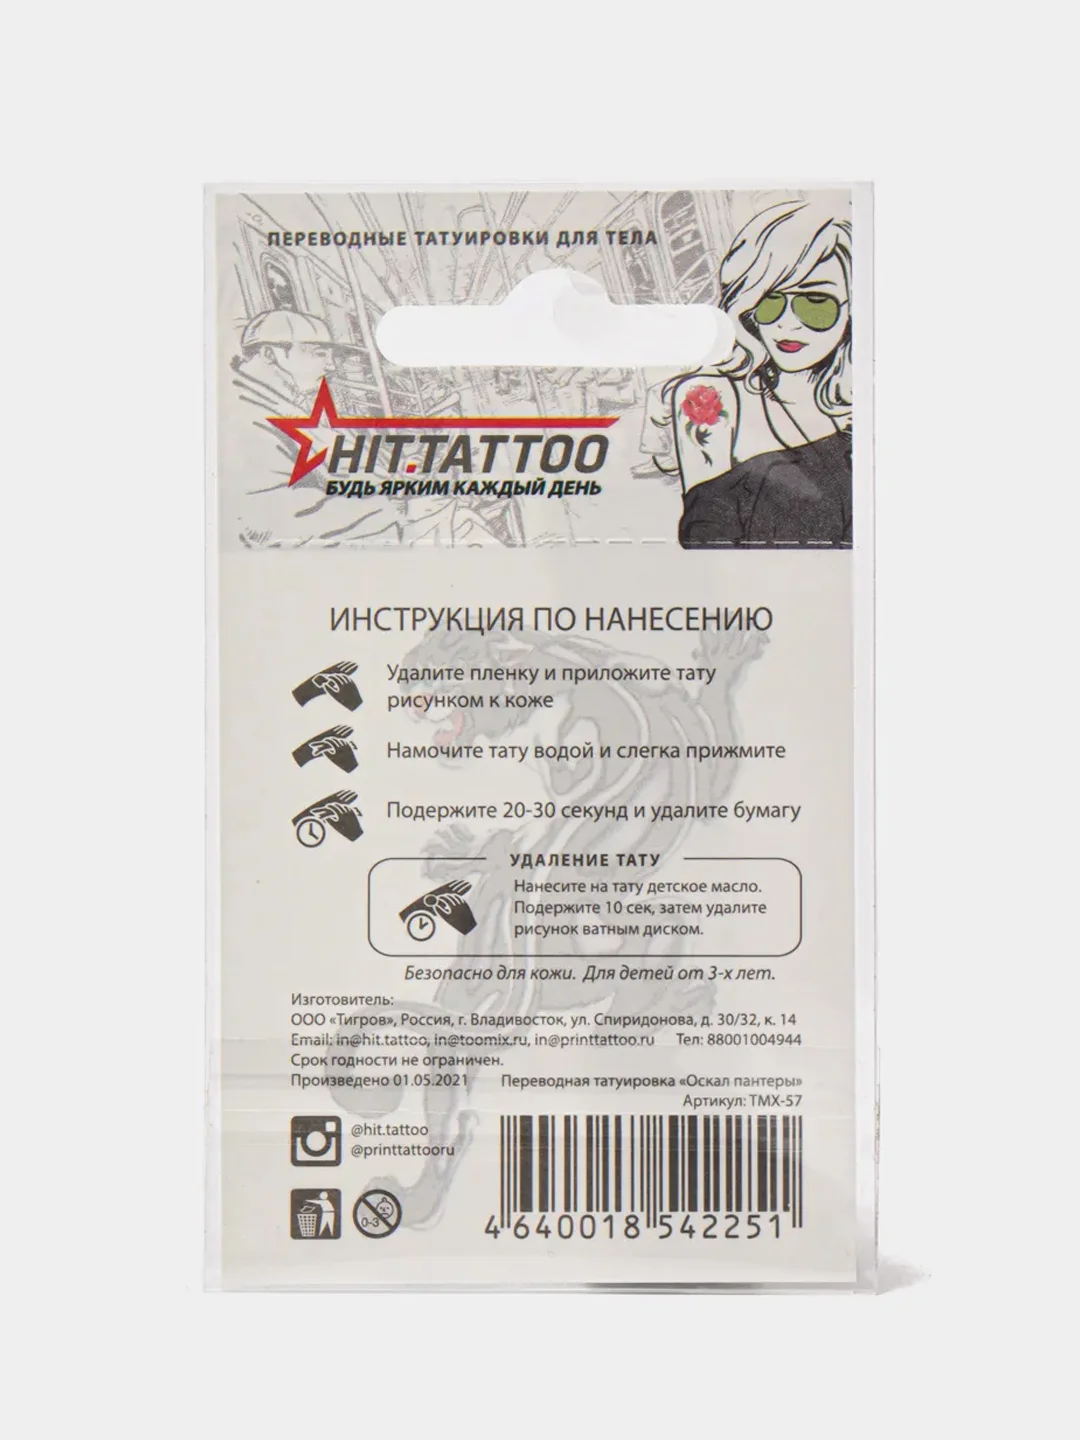 ПЕРЕВОДНЫЕ ТАТУИРОВКИ ДЛЯ ТЕЛА
HIT.TATTOO
БУДЬ ЯРКИМ КАЖДЫЙ ДЕНЬ
ИНСТРУКЦИЯ ПО НАНЕСЕНИЮ
Удалите пленку и приложите тату
рисунком к коже
Намочите тату водой и слегка прижмите
Подержите 20-30 секунд и удалите бумагу
УДАЛЕНИЕ ТАТУ
Нанесите на тату детское масло.
Подержите 10 сек, затем удалите
рисунок ватным диском.
Безопасно для кожи. Для детей от 3-х лет.
Изготовитель:
ООО «Тигров», Россия, г. Владивосток, ул. Спиридонова, д. 30/32, к. 14
Email: in@hit.tattoo, in@toomix.ru, in@printtattoo.ru Тел: 88001004944
Срок годности не ограничен.
Произведено 01.05.2021 Переводная татуировка «Оскал пантеры»
Артикул: TMX-57
@hit.tattoo
@printtattooru
0-3
4 640018 542251